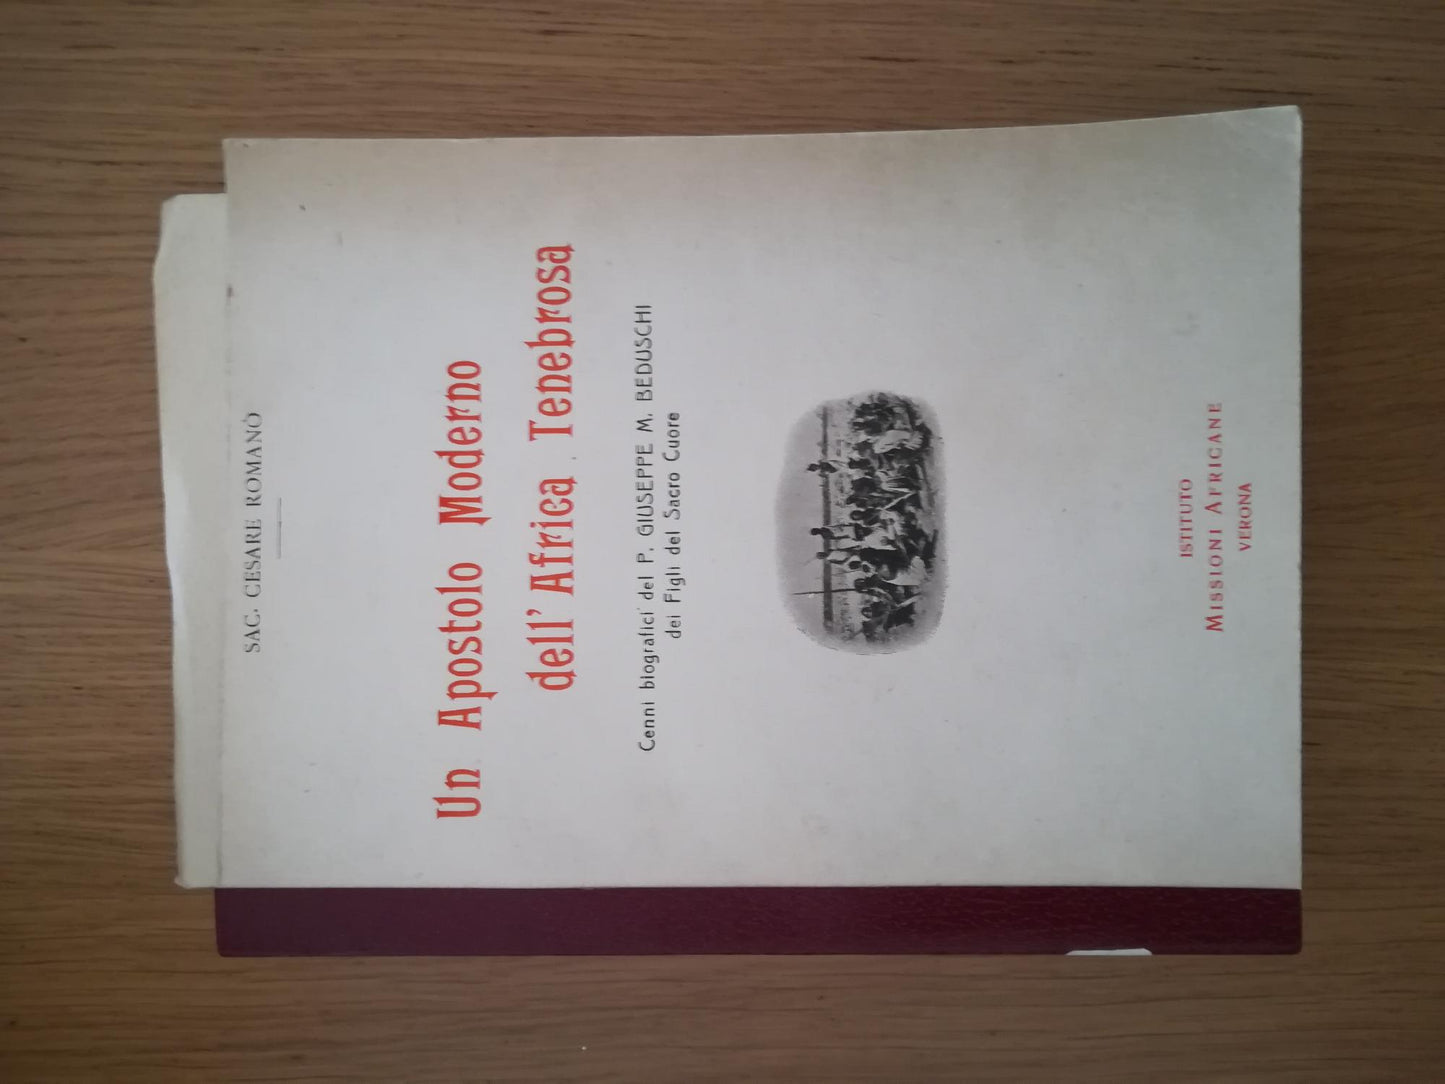 SAC. CESARE ROMANÒ
Un Apostolo Moderno
dell' Africa Tenebrosa
Cenni biografici del P. GIUSEPPE M. BEDUSCHI
dei Figli del Sacro Cuore
ISTITUTO
MISSIONI AFRICANE
VERONA